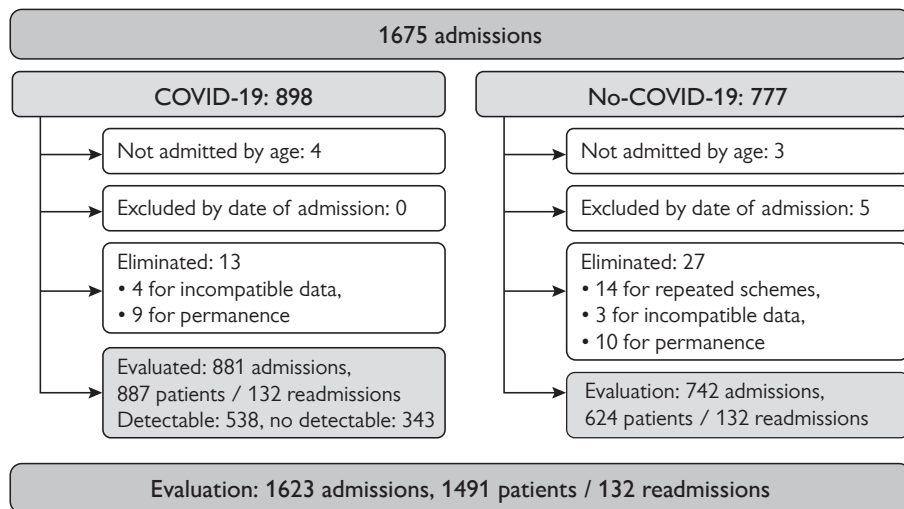 1675 admissions
COVID-19: 898
Not admitted by age: 4
Excluded by date of admission: 0
Eliminated: 13
• 4 for incompatible data,
• 9 for permanence
Evaluated: 881 admissions,
887 patients / 132 readmissions
Detectable: 538, no detectable: 343
No-COVID-19: 777
Not admitted by age: 3
Excluded by date of admission: 5
Eliminated: 27
• 14 for repeated schemes,
• 3 for incompatible data,
• 10 for permanence
Evaluation: 742 admissions,
624 patients / 132 readmissions
Evaluation: 1623 admissions, 1491 patients / 132 readmissions